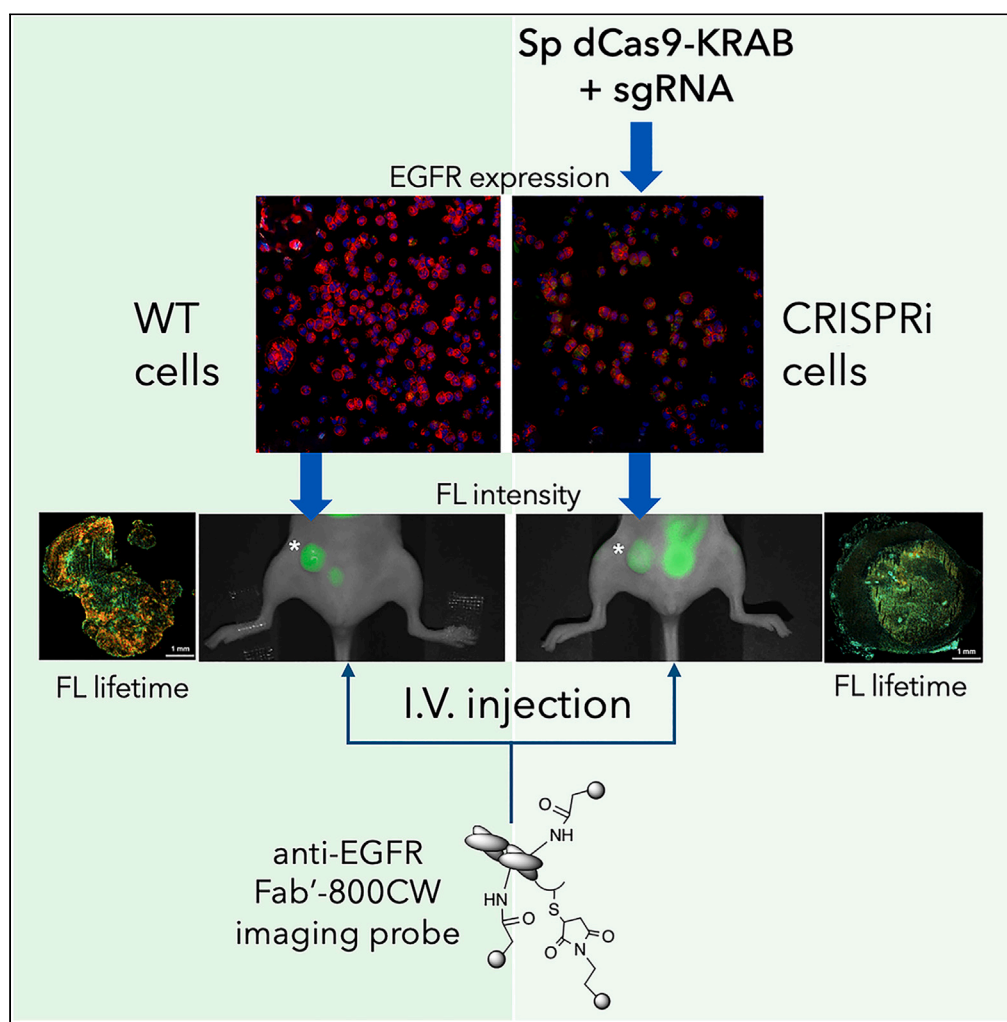 Sp dCas9-KRAB
+ sgRNA
EGFR expression
WT
cells
CRISPRi
cells
FL intensity
*
*
1 mm
1 mm
FL lifetime
FL lifetime
I.V. injection
anti-EGFR
Fab’-800CW
imaging probe
O
NH
HN
O
S
O
O
N